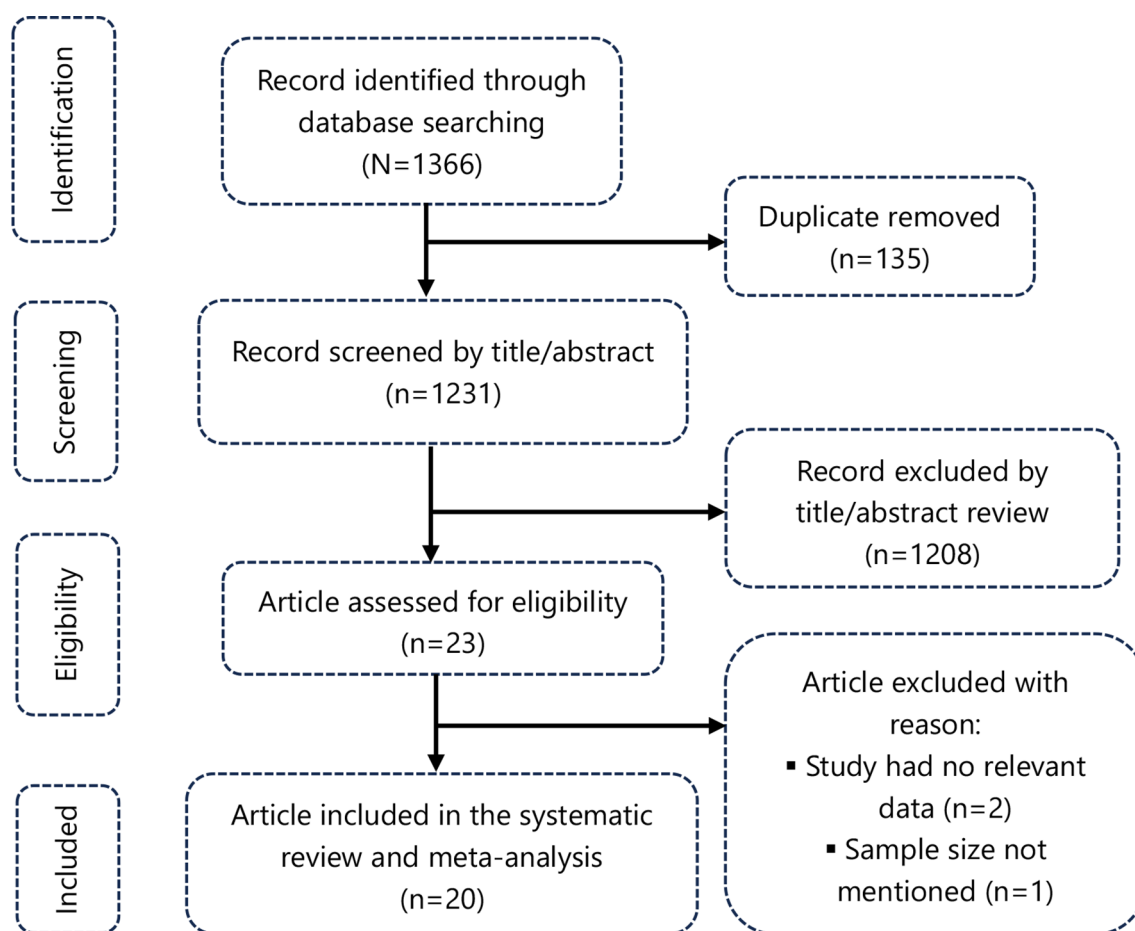 Identification
Record identified through
database searching
(N=1366)
Duplicate removed
(n=135)
Screening
Record screened by title/abstract
(n=1231)
Record excluded by
title/abstract review
(n=1208)
Eligibility
Article assessed for eligibility
(n=23)
Article excluded with
reason:
▪ Study had no relevant
data (n=2)
▪ Sample size not
mentioned (n=1)
Included
Article included in the systematic
review and meta-analysis
(n=20)